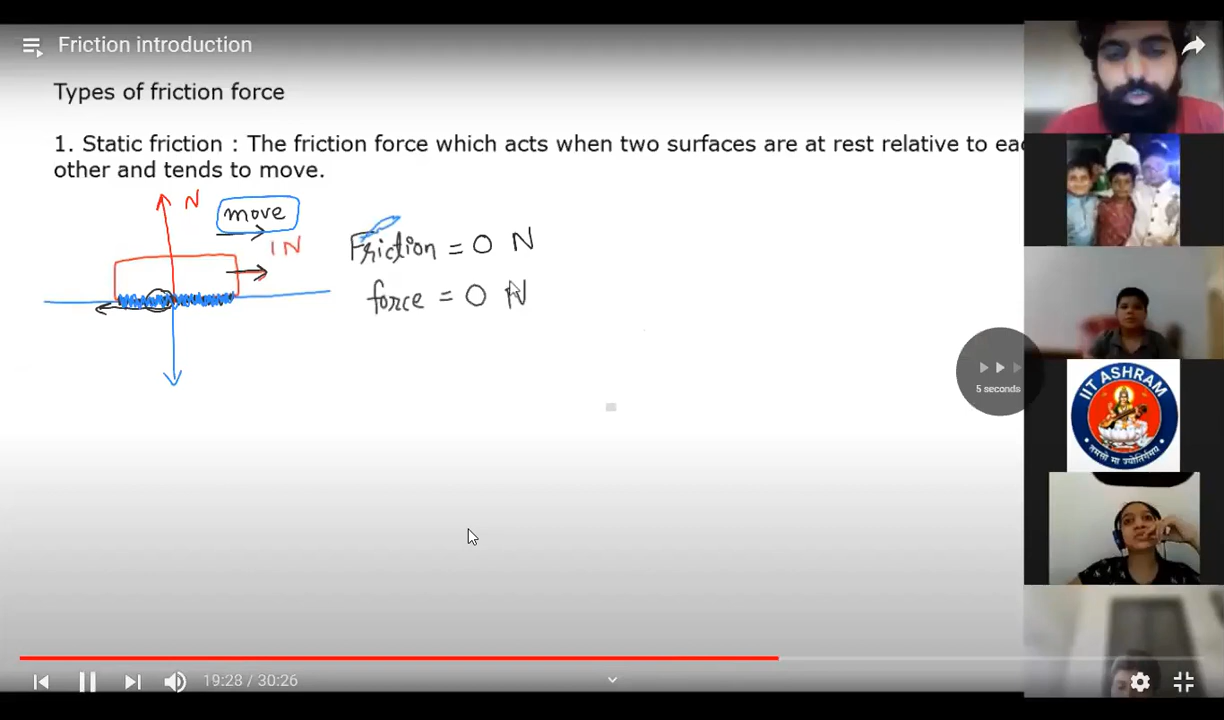 Friction introduction
Types of friction force
1. Static friction : The friction force which acts when two surfaces are at rest relative to eac
other and tends to move.
N
move
1N
Friction = 0 N
force = 0 N
5 seconds
IIT ASHRAM
तमसो मा ज्योतिर्गमय
19:28 / 30:26